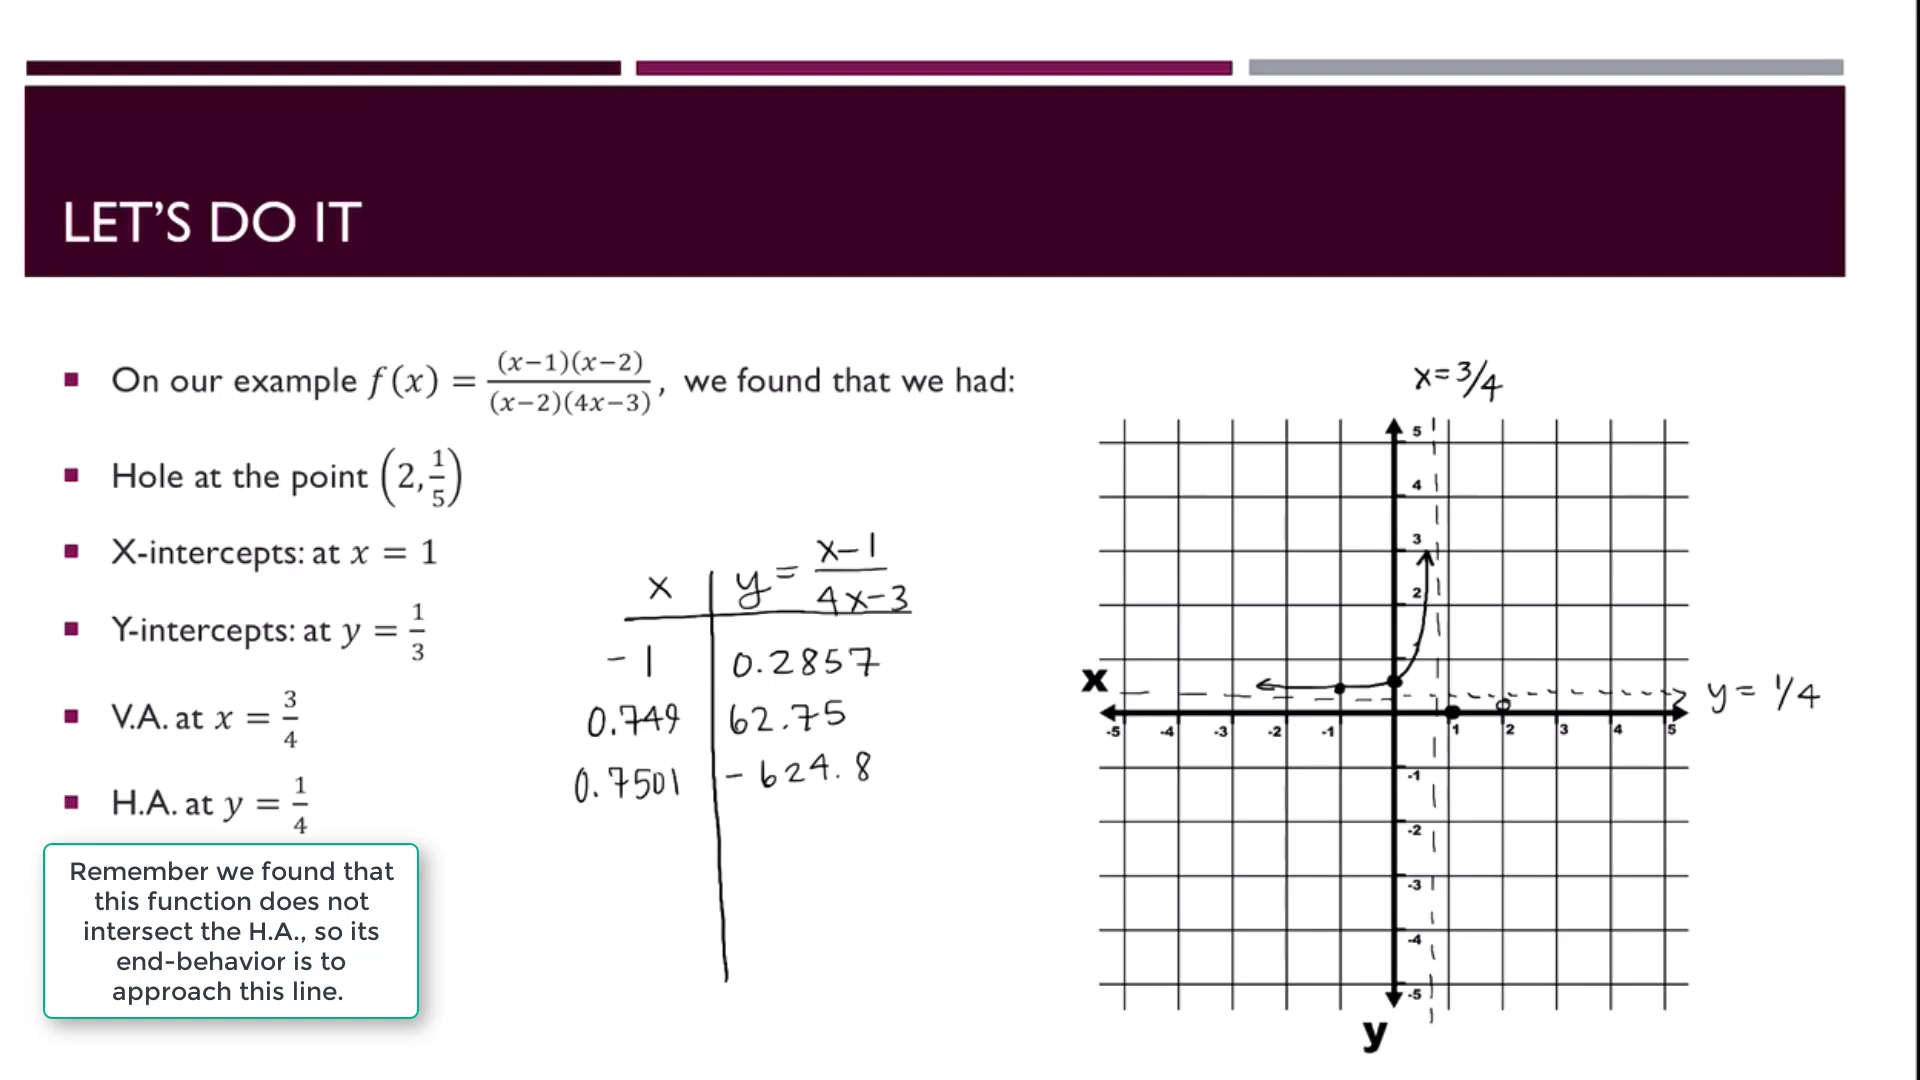 LET'S DO IT
On our example f(x) = (x−1)(x−2)/(x−2)(4x−3), we found that we had:
Hole at the point (2, 1/5)
X-intercepts: at x = 1
Y-intercepts: at y = 1/3
V.A. at x = 3/4
H.A. at y = 1/4
Remember we found that
this function does not
intersect the H.A., so its
end-behavior is to
approach this line.
x | y = x−1/4x−3
−1 | 0.2857
0.749 | 62.75
0.7501 | −624.8
x=3/4
5
4
3
2
1
x
y = 1/4
-5 -4 -3 -2 -1 1 2 3 4 5
-1
-2
-3
-4
-5
y